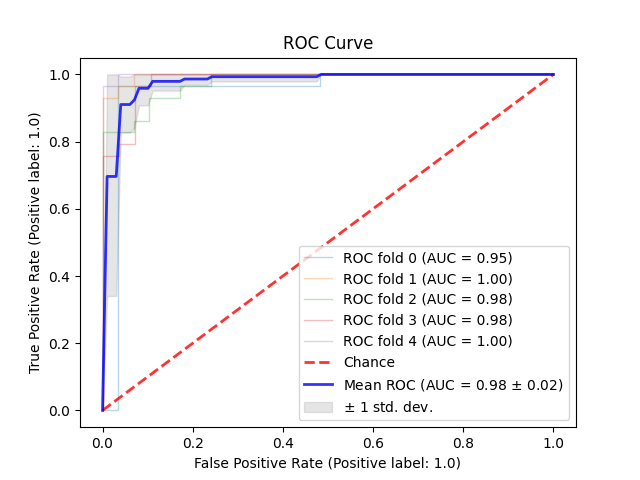 ROC Curve
True Positive Rate (Positive label: 1.0)
1.0
0.8
0.6
0.4
0.2
0.0
ROC fold 0 (AUC = 0.95)
ROC fold 1 (AUC = 1.00)
ROC fold 2 (AUC = 0.98)
ROC fold 3 (AUC = 0.98)
ROC fold 4 (AUC = 1.00)
Chance
Mean ROC (AUC = 0.98 ± 0.02)
± 1 std. dev.
0.0 0.2 0.4 0.6 0.8 1.0
False Positive Rate (Positive label: 1.0)